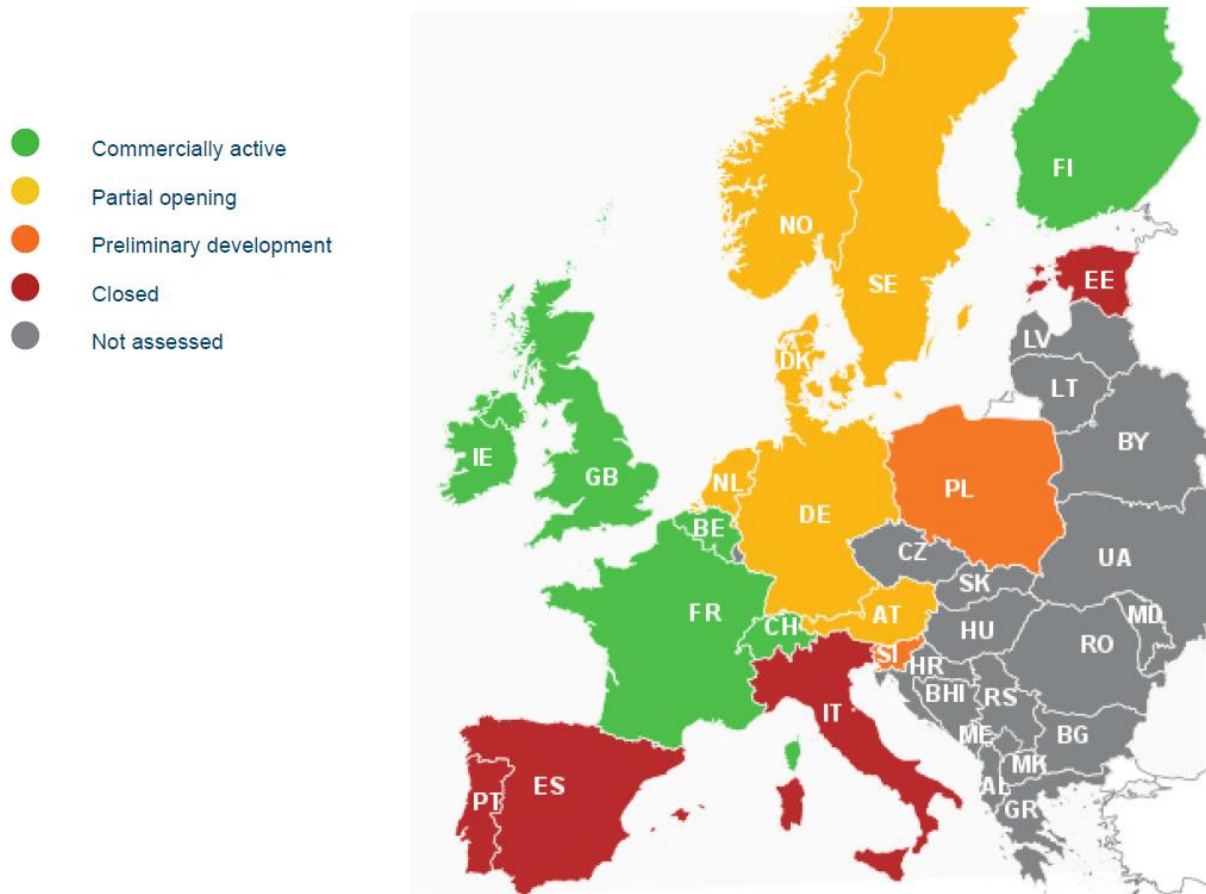 Commercially active
Partial opening
Preliminary development
Closed
Not assessed
FI
NO
SE
EE
DK
LV
LT
BY
IE
GB
NL
DE
PL
BE
CZ
UA
SK
FR
CH
AT
HU
MD
RO
SI
HR
BHI
RS
IT
ME
BG
MK
ES
PT
AL
GR